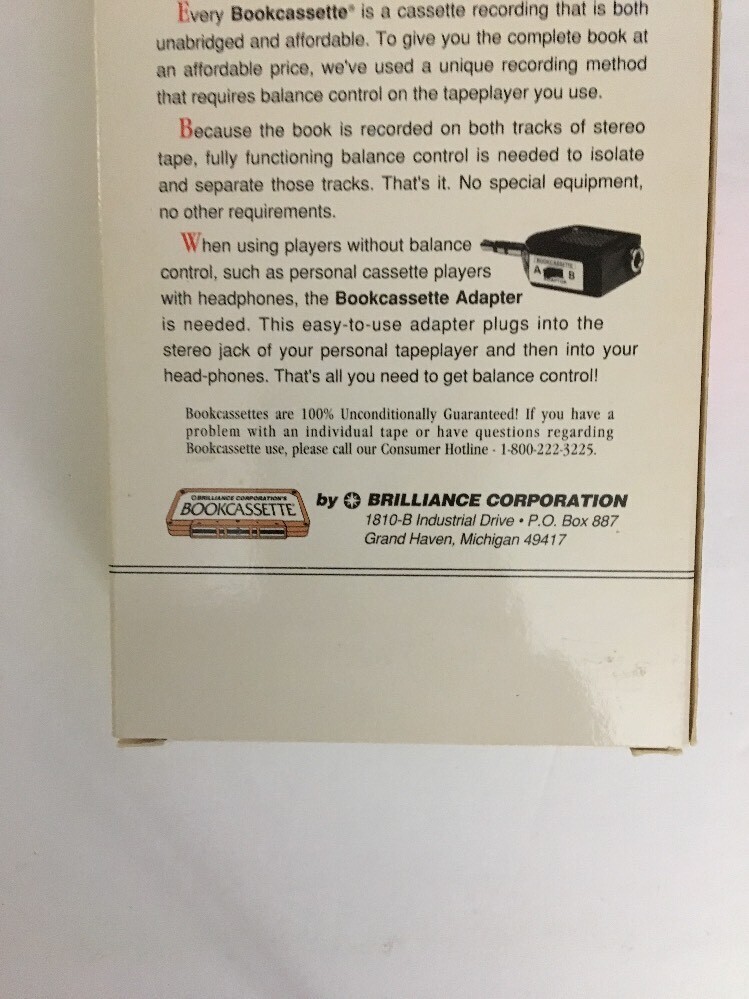 Every Bookcassette® is a cassette recording that is both
unabridged and affordable. To give you the complete book at
an affordable price, we've used a unique recording method
that requires balance control on the tapeplayer you use.
Because the book is recorded on both tracks of stereo
tape, fully functioning balance control is needed to isolate
and separate those tracks. That's it. No special equipment,
no other requirements.
When using players without balance
control, such as personal cassette players
with headphones, the Bookcassette Adapter
is needed. This easy-to-use adapter plugs into the
stereo jack of your personal tapeplayer and then into your
head-phones. That's all you need to get balance control!
BOOKCASSETTE
A B
Bookcassettes are 100% Unconditionally Guaranteed! If you have a
problem with an individual tape or have questions regarding
Bookcassette use, please call our Consumer Hotline - 1-800-222-3225.
BRILLIANCE CORPORATION'S
BOOKCASSETTE
by BRILLIANCE CORPORATION
1810-B Industrial Drive • P.O. Box 887
Grand Haven, Michigan 49417